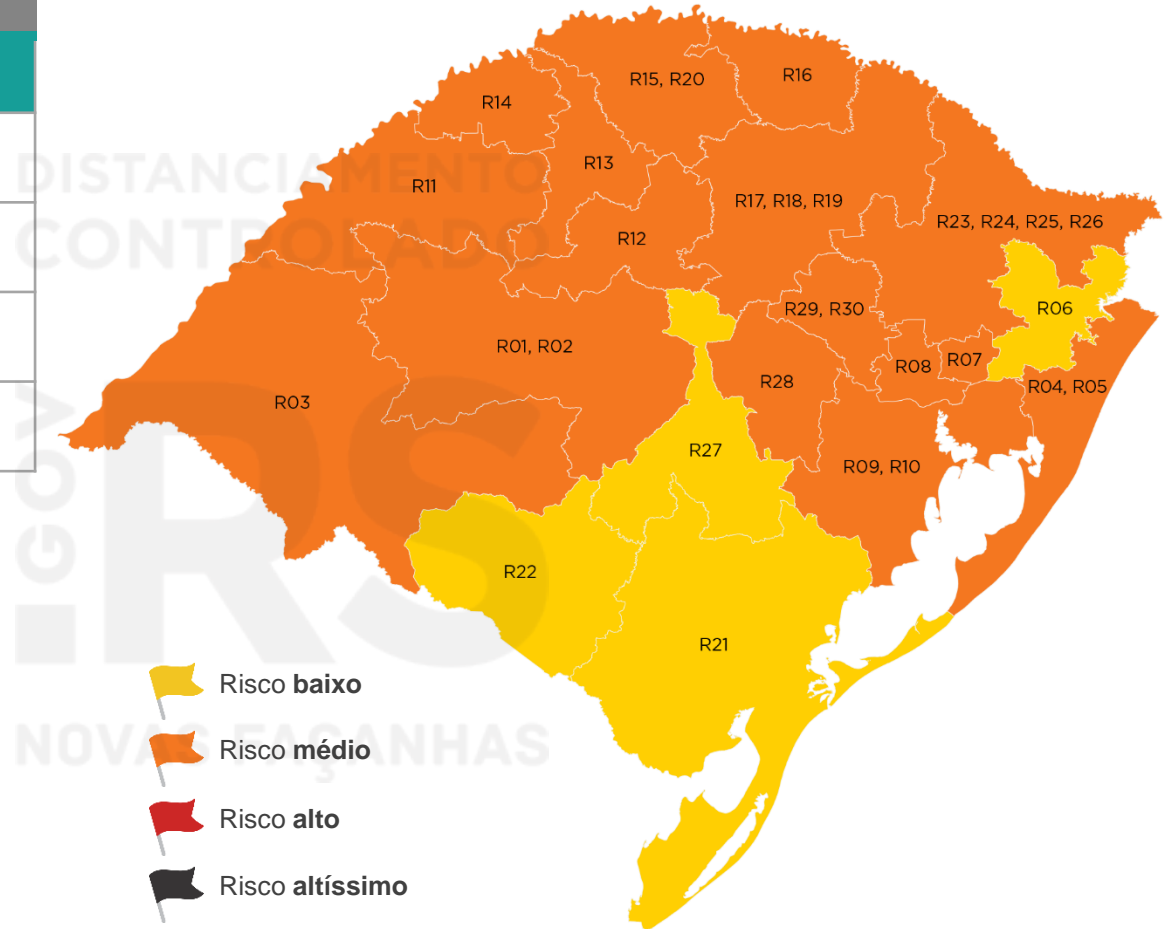 R15, R20
R16
R14
R13
R11
R17, R18, R19
R23, R24, R25, R26
R12
R29, R30
R06
R01, R02
R08
R07
R28
R04, R05
R03
R27
R09, R10
R22
R21
DISTANCIAMENTO
CONTROLADO
GOV
RS
NOVAS FAÇANHAS
Risco baixo
Risco médio
Risco alto
Risco altíssimo